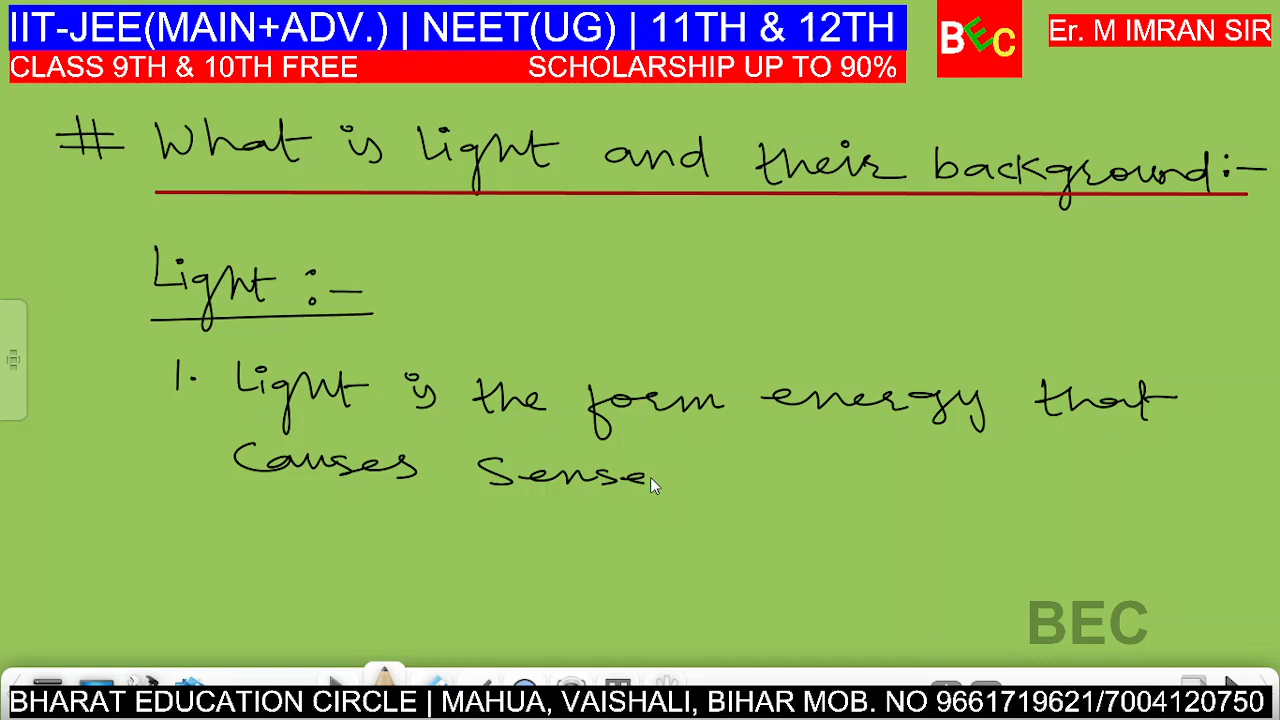 IIT-JEE(MAIN+ADV.) | NEET(UG) | 11TH & 12TH
CLASS 9TH & 10TH FREE SCHOLARSHIP UP TO 90%
BEC
Er. M IMRAN SIR
# What is light and their background:-
Light :-
1. Light is the form energy that
causes sense
BEC
BHARAT EDUCATION CIRCLE | MAHUA, VAISHALI, BIHAR MOB. NO 9661719621/7004120750